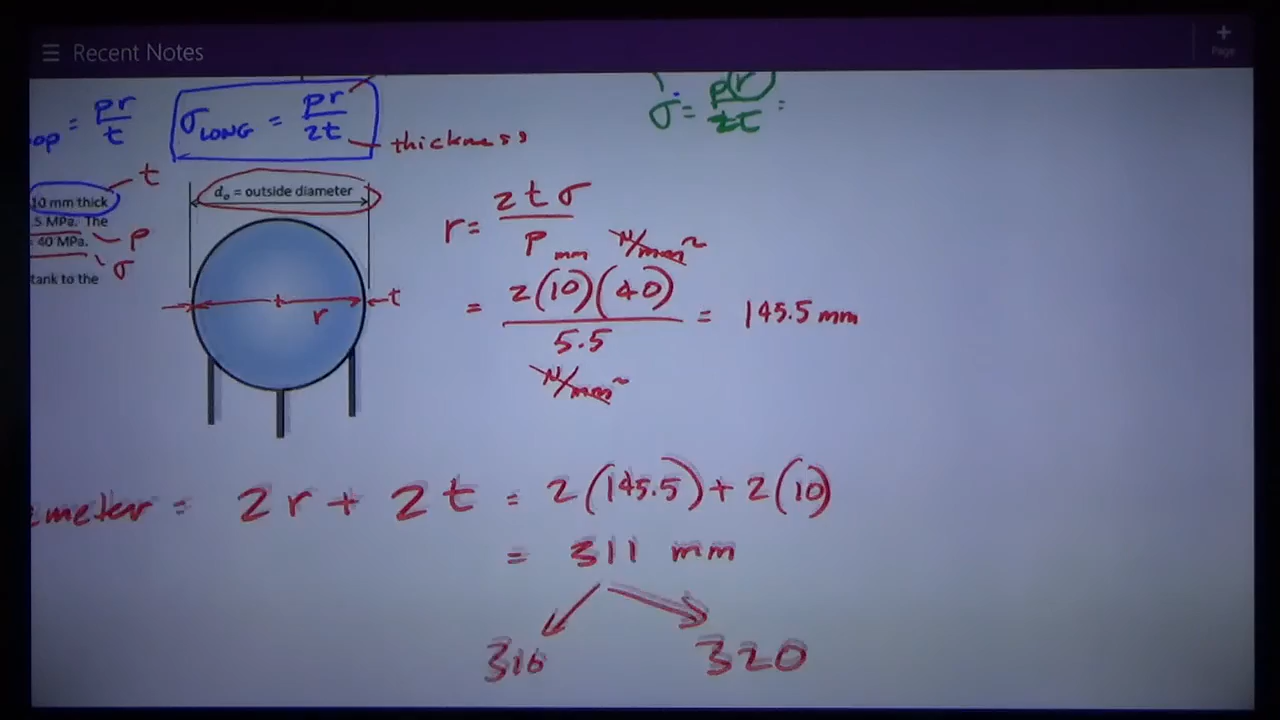 Recent Notes
Page
= pr/t
σLONG = pr/2t
thickness
σ = p(r)/2t =
10 mm thick
t
.5 MPa. The
p
= 40 MPa.
σ
tank to the
do = outside diameter
r
t
r = 2tσ/P
mm N/mm²
= 2(10)(40)/5.5 = 145.5 mm
N/mm²
meter = 2r + 2t = 2(145.5) + 2(10)
= 311 mm
310 320